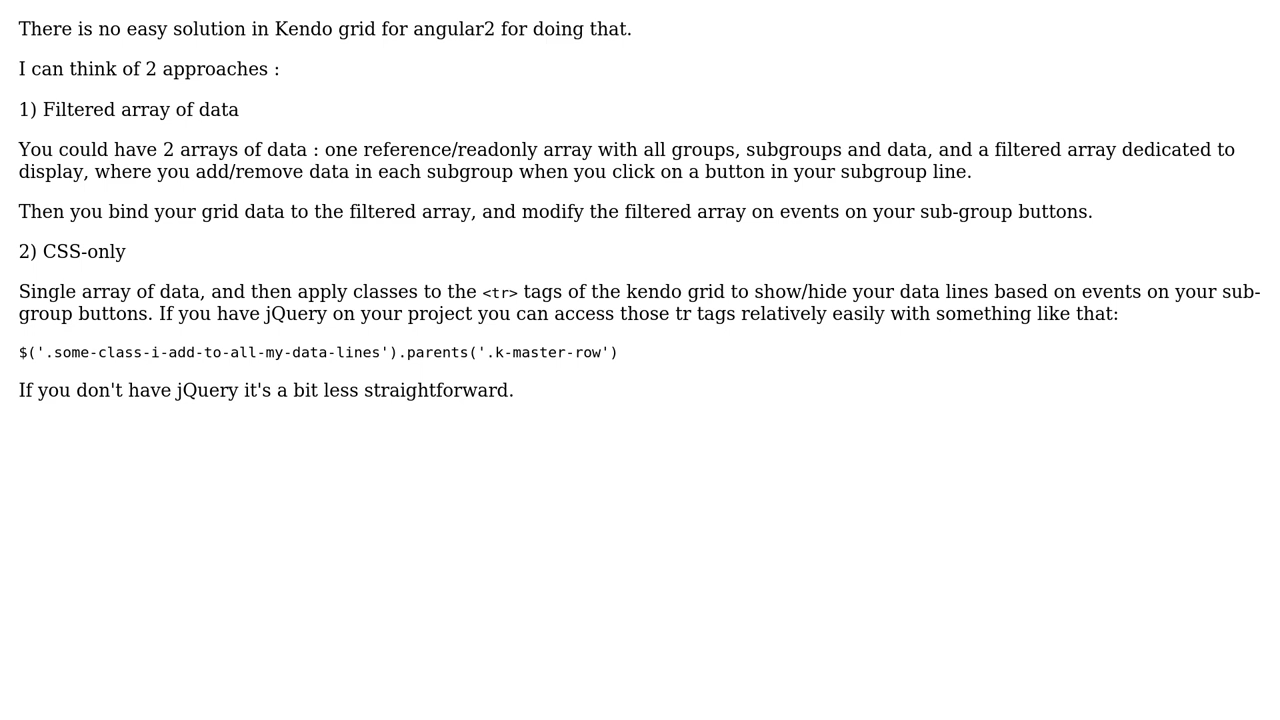 There is no easy solution in Kendo grid for angular2 for doing that.
I can think of 2 approaches :
1) Filtered array of data
You could have 2 arrays of data : one reference/readonly array with all groups, subgroups and data, and a filtered array dedicated to
display, where you add/remove data in each subgroup when you click on a button in your subgroup line.
Then you bind your grid data to the filtered array, and modify the filtered array on events on your sub-group buttons.
2) CSS-only
Single array of data, and then apply classes to the <tr> tags of the kendo grid to show/hide your data lines based on events on your sub-
group buttons. If you have jQuery on your project you can access those tr tags relatively easily with something like that:
$('.some-class-i-add-to-all-my-data-lines').parents('.k-master-row')
If you don't have jQuery it's a bit less straightforward.